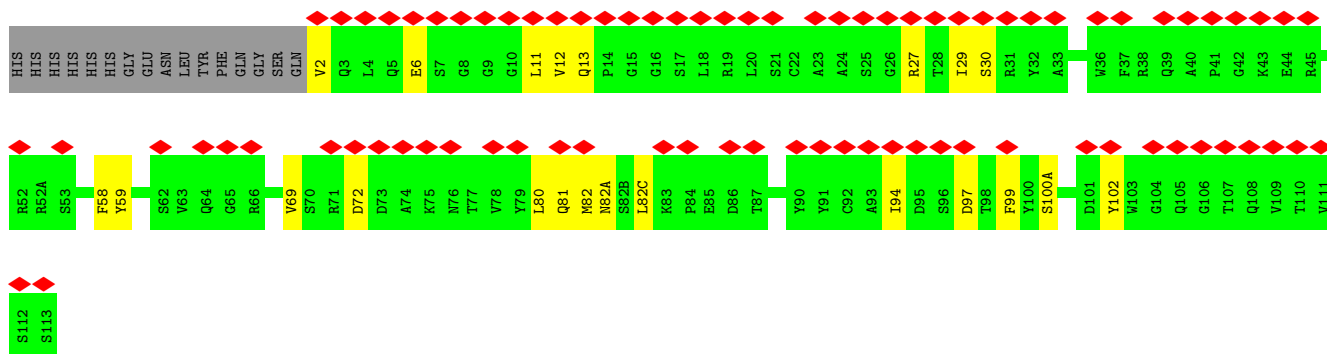 HIS HIS HIS HIS HIS HIS GLY GLU ASN LEU TYR PHE GLN GLY SER GLN V2 Q3 L4 Q5 E6 S7 G8 G9 G10 L11 V12 Q13 P14 G15 G16 S17 L18 R19 L20 S21 C22 A23 A24 S25 G26 R27 T28 I29 S30 R31 Y32 A33 W36 F37 R38 Q39 A40 P41 G42 K43 E44 R45
R52 R52A S53 F58 Y59 S62 V63 Q64 G65 R66 V69 S70 R71 D72 D73 A74 K75 N76 T77 V78 Y79 L80 Q81 M82 N82A S82B L82C K83 P84 E85 D86 T87 Y90 Y91 C92 A93 I94 D95 S96 D97 T98 F99 Y100 S100A D101 Y102 W103 G104 Q105 G106 T107 Q108 V109 T110 V111
S112 S113